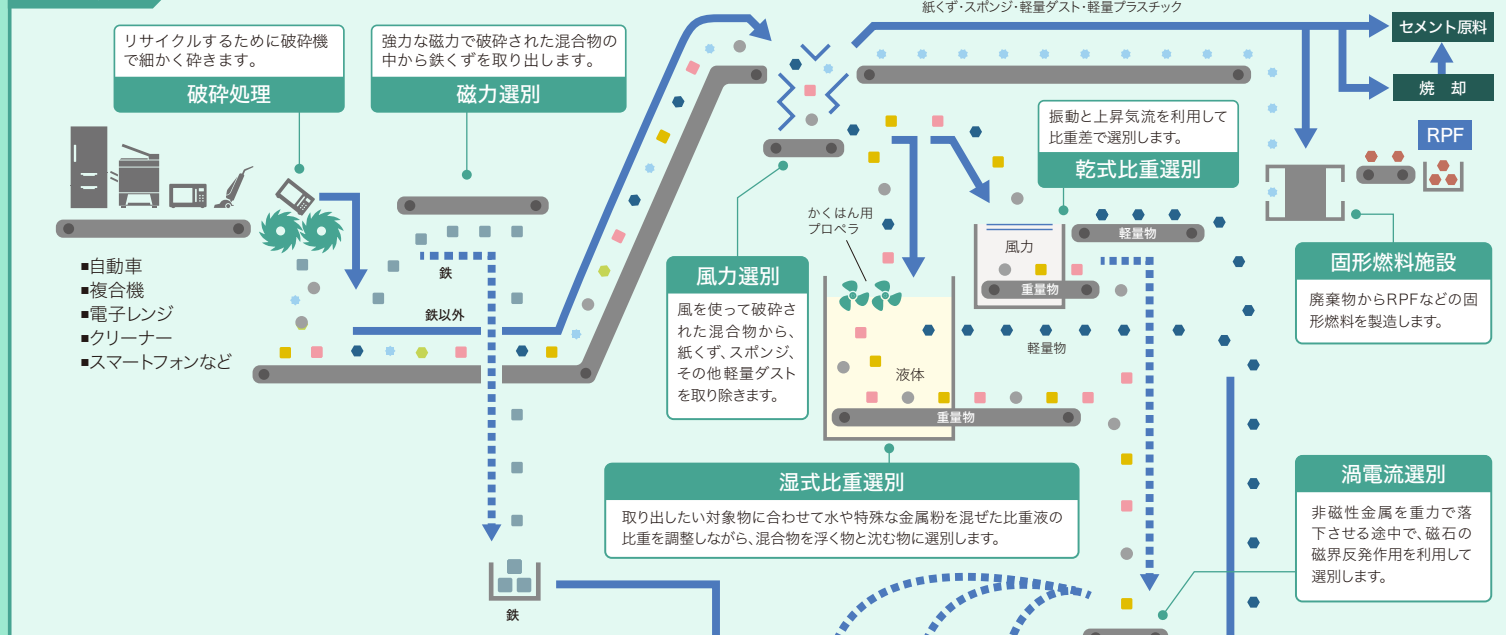 紙くず・スポンジ・軽量ダスト・軽量プラスチック
セメント原料
焼 却
RPF
リサイクルするために破砕機
で細かく砕きます。
破砕処理
強力な磁力で破砕された混合物の
中から鉄くずを取り出します。
磁力選別
振動と上昇気流を利用して
比重差で選別します。
乾式比重選別
■自動車
■複合機
■電子レンジ
■クリーナー
■スマートフォンなど
鉄
鉄以外
かくはん用
プロペラ
風力
軽量物
重量物
風力選別
風を使って破砕さ
れた混合物から、
紙くず、スポンジ、
その他軽量ダスト
を取り除きます。
固形燃料施設
廃棄物からRPFなどの固
形燃料を製造します。
軽量物
液体
重量物
湿式比重選別
取り出したい対象物に合わせて水や特殊な金属粉を混ぜた比重液の
比重を調整しながら、混合物を浮く物と沈む物に選別します。
渦電流選別
非磁性金属を重力で落
下させる途中で、磁石の
磁界反発作用を利用して
選別します。
鉄